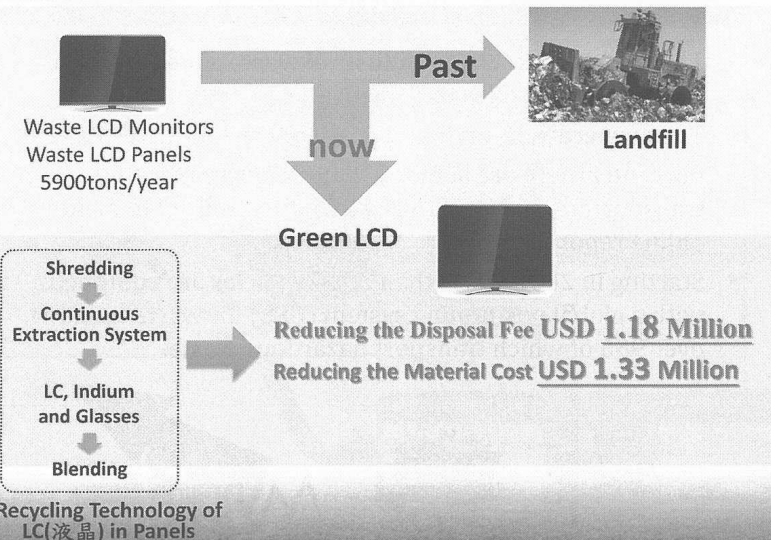 Past
Landfill
Waste LCD Monitors
Waste LCD Panels
5900tons/year
now
Green LCD
Shredding
Continuous
Extraction System
LC, Indium
and Glasses
Blending
Reducing the Disposal Fee USD 1.18 Million
Reducing the Material Cost USD 1.33 Million
Recycling Technology of
LC(液晶) in Panels